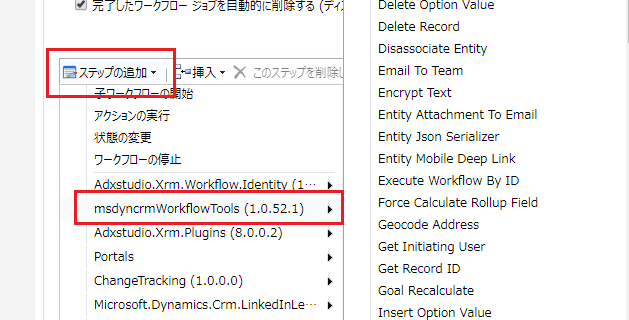 完了したワークフロー ジョブを自動的に削除する (ディス
ステップの追加
挿入
このステップを削除し
子ワークフローの開始
アクションの実行
状態の変更
ワークフローの停止
Adxstudio.Xrm.Workflow.Identity (1···
msdyncrmWorkflowTools (1.0.52.1)
Adxstudio.Xrm.Plugins (8.0.0.2)
Portals
ChangeTracking (1.0.0.0)
Microsoft.Dynamics.Crm.LinkedInLe···
Delete Option Value
Delete Record
Disassociate Entity
Email To Team
Encrypt Text
Entity Attachment To Email
Entity Json Serializer
Entity Mobile Deep Link
Execute Workflow By ID
Force Calculate Rollup Field
Geocode Address
Get Initiating User
Get Record ID
Goal Recalculate
Insert Option Value